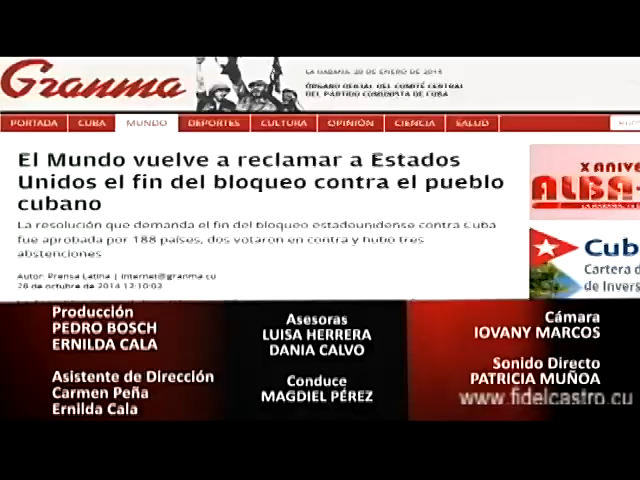 Granma
LA HABANA, 20 DE ENERO DE 2015
ÓRGANO OFICIAL DEL COMITÉ CENTRAL
DEL PARTIDO COMUNISTA DE CUBA
PORTADA CUBA MUNDO DEPORTES CULTURA OPINIÓN CIENCIA SALUD
El Mundo vuelve a reclamar a Estados
Unidos el fin del bloqueo contra el pueblo
cubano
La resolución que demanda el fin del bloqueo estadounidense contra Cuba
fue aprobada por 188 países, dos votaron en contra y hubo tres
abstenciones
Autor: Prensa Latina | internet@granma.cu
28 de octubre de 2014 12:10:02
X ANIVE
ALBA-
Cub
Cartera d
de Invers
Producción
PEDRO BOSCH
ERNILDA CALA
Asistente de Dirección
Carmen Peña
Ernilda Cala
Asesoras
LUISA HERRERA
DANIA CALVO
Conduce
MAGDIEL PÉREZ
Cámara
IOVANY MARCOS
Sonido Directo
PATRICIA MUÑOA
www.fidelcastro.cu